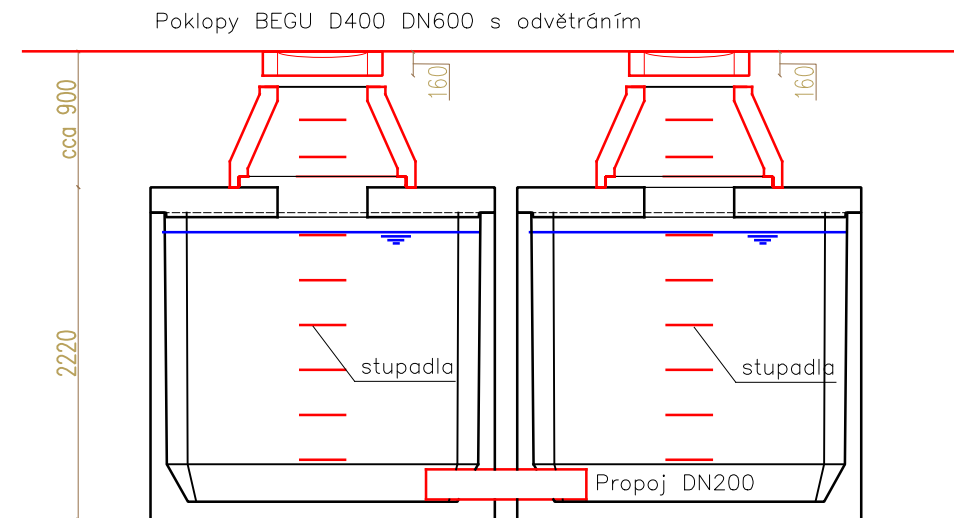 Poklopy BEGU D400 DN600 s odvětráním
160
160
cca 900
2220
stupadla
stupadla
Propoj DN200